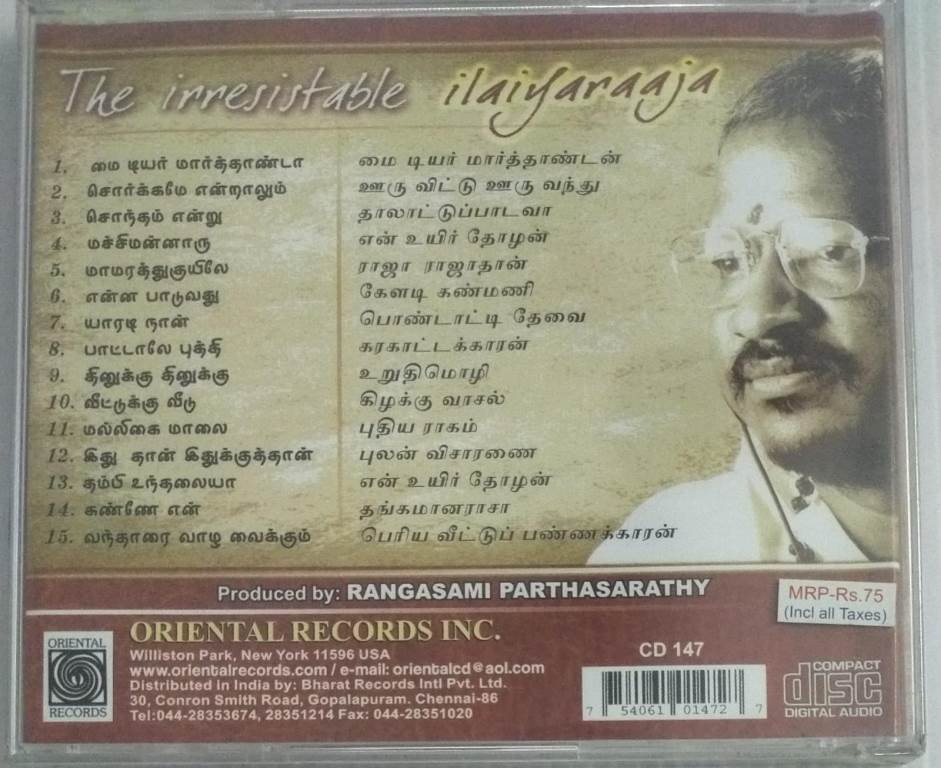 The irresistable ilaiyaraaja
1. மை டியர் மார்த்தாண்டா மை டியர் மார்த்தாண்டன்
2. சொர்க்கமே என்றாலும் ஊரு விட்டு ஊரு வந்து
3. சொந்தம் என்று தாலாட்டுப்பாடவா
4. மச்சிமன்னாரு என் உயிர் தோழன்
5. மாமரத்துகுயிலே ராஜா ராஜாதான்
6. என்ன பாடுவது கேளடி கண்மணி
7. யாரடி நான் பொண்டாட்டி தேவை
8. பாட்டாலே புத்தி கரகாட்டக்காரன்
9. தினுக்கு தினுக்கு உறுதிமொழி
10. வீட்டுக்கு வீடு கிழக்கு வாசல்
11. மல்லிகை மாலை புதிய ராகம்
12. இது தான் இதுக்குத்தான் புலன் விசாரணை
13. தம்பி உந்தலையா என் உயிர் தோழன்
14. கண்ணே என் தங்கமானராசா
15. வந்தாரை வாழ வைக்கும் பெரிய வீட்டுப் பண்ணக்காரன்
Produced by: RANGASAMI PARTHASARATHY
MRP-Rs.75
(Incl all Taxes)
ORIENTAL
RECORDS
ORIENTAL RECORDS INC.
Williston Park, New York 11596 USA
www.orientalrecords.com / e-mail: orientalcd@aol.com
Distributed in India by: Bharat Records Intl Pvt. Ltd.
30, Conron Smith Road, Gopalapuram. Chennai-86
Tel:044-28353674, 28351214 Fax: 044-28351020
CD 147
7 54061 01472 7
COMPACT
disc
DIGITAL AUDIO